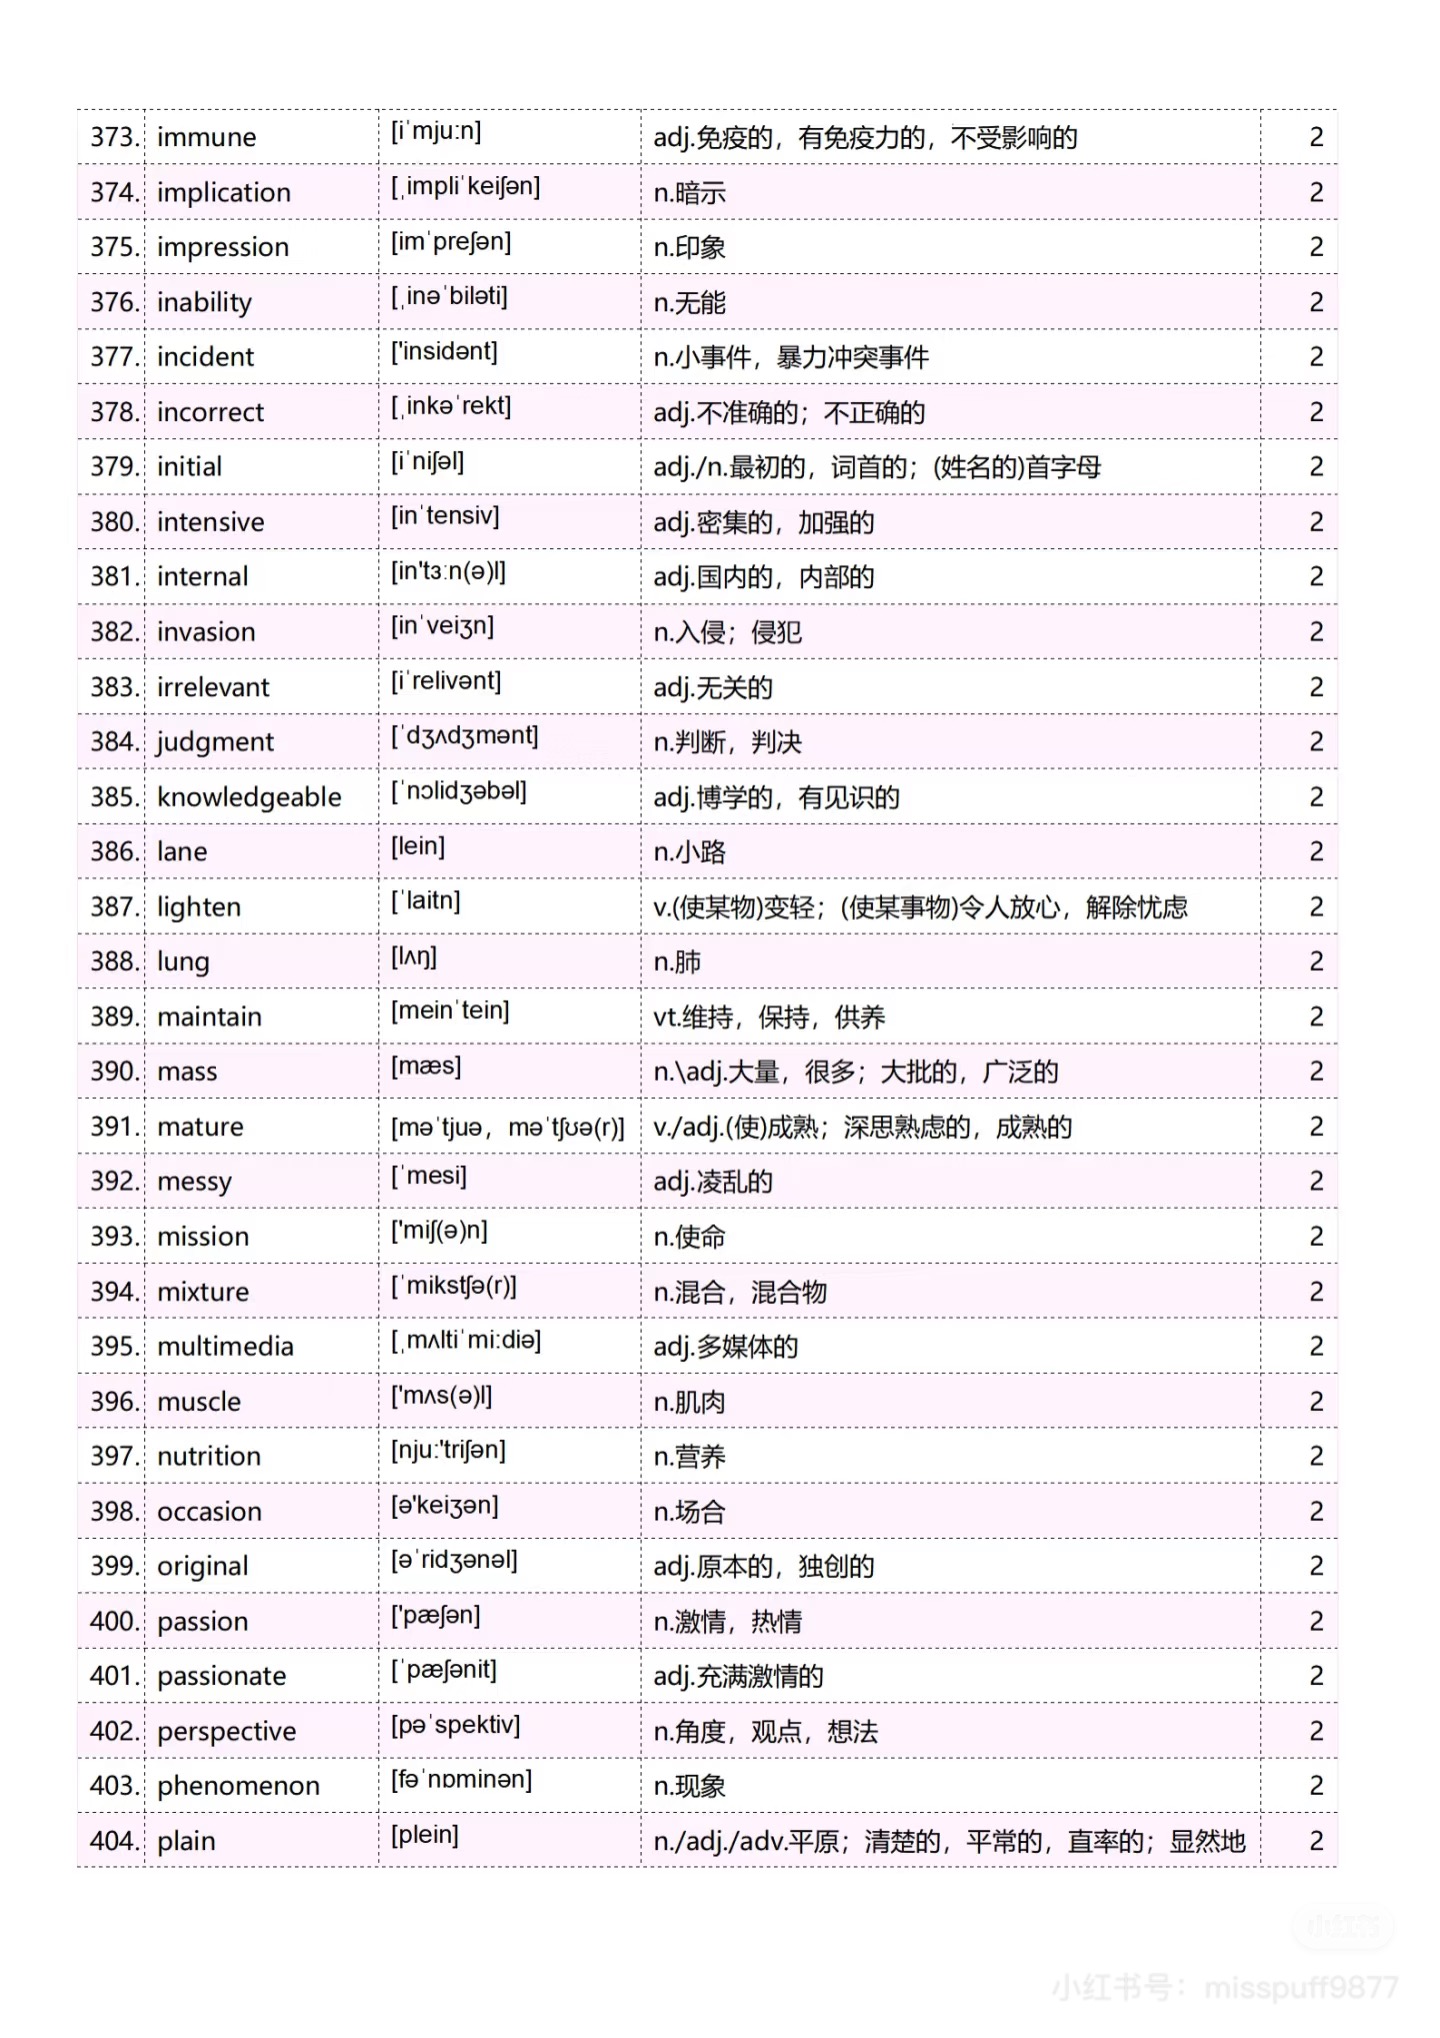 373. immune [iˈmju:n] adj.免疫的，有免疫力的，不受影响的 2
374. implication [ˌimpliˈkeiʃən] n.暗示 2
375. impression [imˈpreʃən] n.印象 2
376. inability [ˌinəˈbiləti] n.无能 2
377. incident ['insidənt] n.小事件，暴力冲突事件 2
378. incorrect [ˌinkəˈrekt] adj.不准确的；不正确的 2
379. initial [iˈniʃəl] adj./n.最初的，词首的；(姓名的)首字母 2
380. intensive [inˈtensiv] adj.密集的，加强的 2
381. internal [in'tɜːn(ə)l] adj.国内的，内部的 2
382. invasion [inˈveiʒn] n.入侵；侵犯 2
383. irrelevant [iˈrelivənt] adj.无关的 2
384. judgment [ˈdʒʌdʒmənt] n.判断，判决 2
385. knowledgeable [ˈnɔlidʒəbəl] adj.博学的，有见识的 2
386. lane [lein] n.小路 2
387. lighten [ˈlaitn] v.(使某物)变轻；(使某事物)令人放心，解除忧虑 2
388. lung [lʌŋ] n.肺 2
389. maintain [meinˈtein] vt.维持，保持，供养 2
390. mass [mæs] n.\adj.大量，很多；大批的，广泛的 2
391. mature [məˈtjuə，məˈtʃʊə(r)] v./adj.(使)成熟；深思熟虑的，成熟的 2
392. messy [ˈmesi] adj.凌乱的 2
393. mission ['miʃ(ə)n] n.使命 2
394. mixture [ˈmikstʃə(r)] n.混合，混合物 2
395. multimedia [ˌmʌltiˈmi:diə] adj.多媒体的 2
396. muscle ['mʌs(ə)l] n.肌肉 2
397. nutrition [nju:'triʃən] n.营养 2
398. occasion [ə'keiʒən] n.场合 2
399. original [əˈridʒənəl] adj.原本的，独创的 2
400. passion ['pæʃən] n.激情，热情 2
401. passionate [ˈpæʃənit] adj.充满激情的 2
402. perspective [pəˈspektiv] n.角度，观点，想法 2
403. phenomenon [fəˈnɒminən] n.现象 2
404. plain [plein] n./adj./adv.平原；清楚的，平常的，直率的；显然地 2
小红书
小红书号：misspuff9877